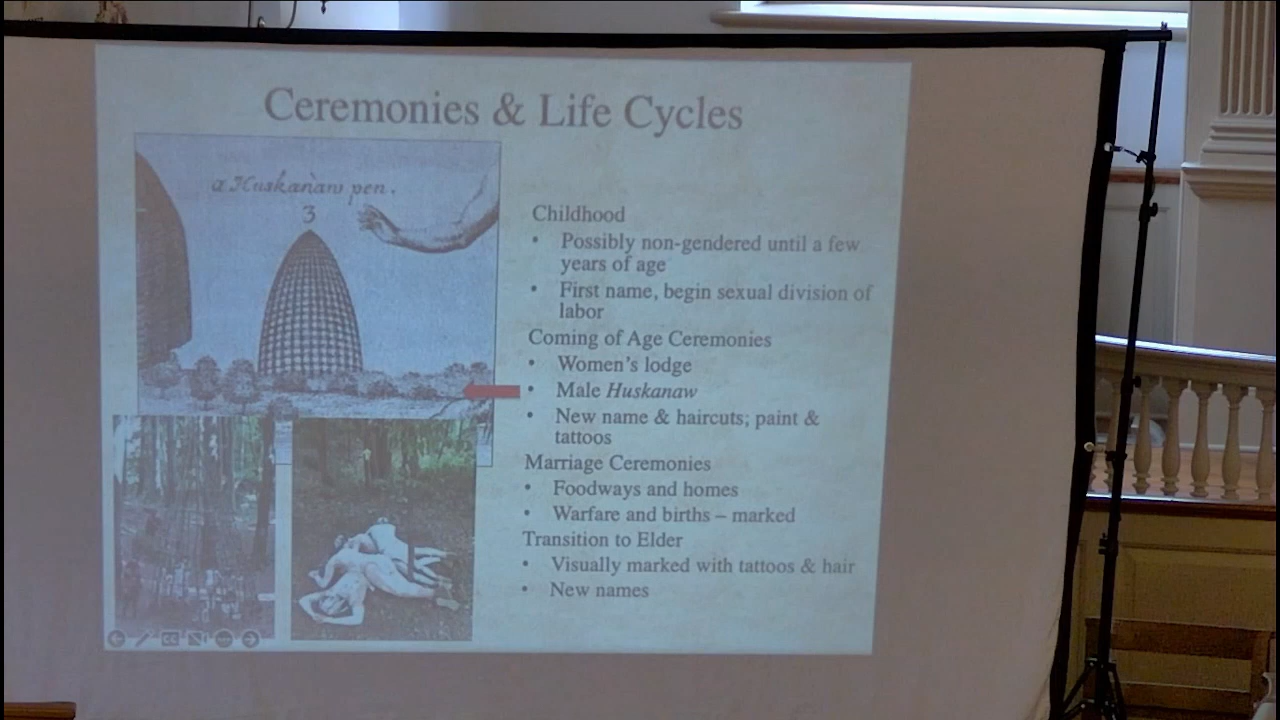 Ceremonies & Life Cycles
a Huskanaw pen.
3
Childhood
• Possibly non-gendered until a few
years of age
• First name, begin sexual division of
labor
Coming of Age Ceremonies
• Women's lodge
• Male Huskanaw
• New name & haircuts; paint &
tattoos
Marriage Ceremonies
• Foodways and homes
• Warfare and births – marked
Transition to Elder
• Visually marked with tattoos & hair
• New names